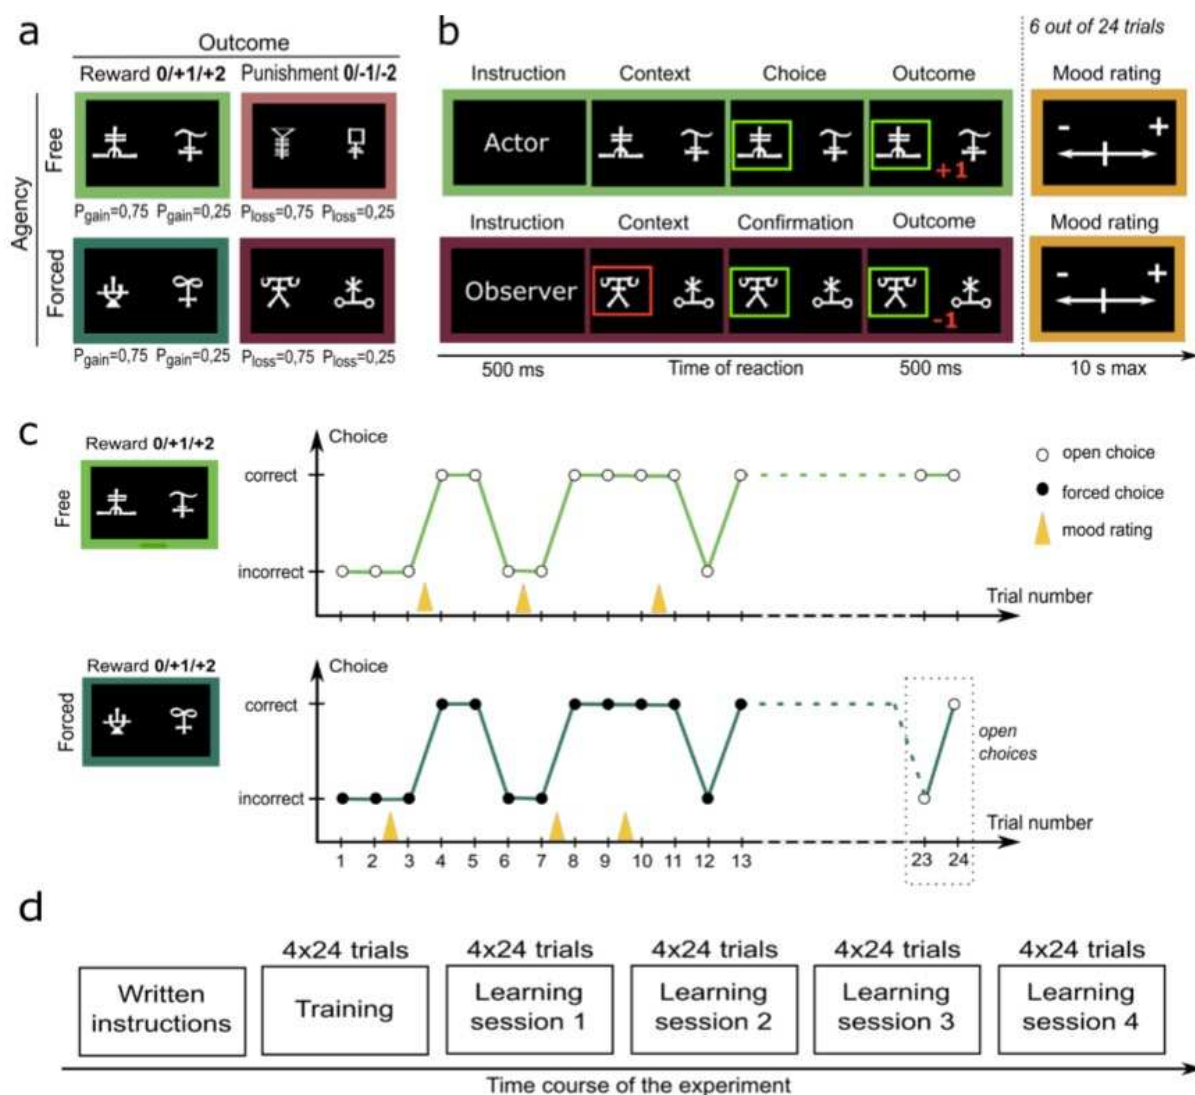 a
Outcome
Reward 0/+1/+2 Punishment 0/-1/-2
Agency
Free
Pgain=0,75 Pgain=0,25 Ploss=0,75 Ploss=0,25
Forced
Pgain=0,75 Pgain=0,25 Ploss=0,75 Ploss=0,25
b
6 out of 24 trials
Instruction Context Choice Outcome Mood rating
Actor
+1
- +
Instruction Context Confirmation Outcome Mood rating
Observer
-1
- +
500 ms Time of reaction 500 ms 10 s max
c
Reward 0/+1/+2
Free
Choice
correct
incorrect
Trial number
open choice
forced choice
mood rating
Reward 0/+1/+2
Forced
Choice
correct
incorrect
open
choices
Trial number
1 2 3 4 5 6 7 8 9 10 11 12 13 23 24
d
4x24 trials 4x24 trials 4x24 trials 4x24 trials 4x24 trials
Written
instructions
Training
Learning
session 1
Learning
session 2
Learning
session 3
Learning
session 4
Time course of the experiment